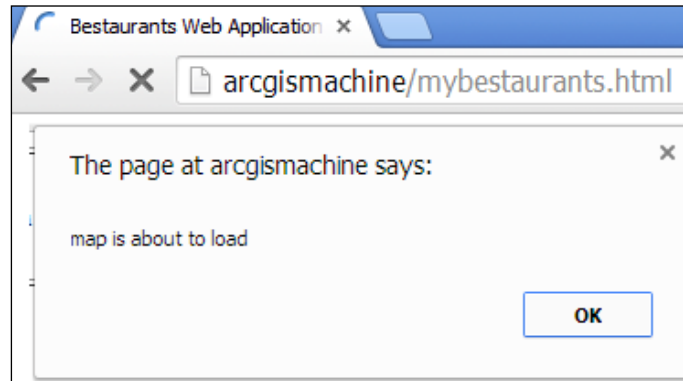 Bestaurants Web Application
arcgismachine/mybestaurants.html
The page at arcgismachine says:
map is about to load
OK